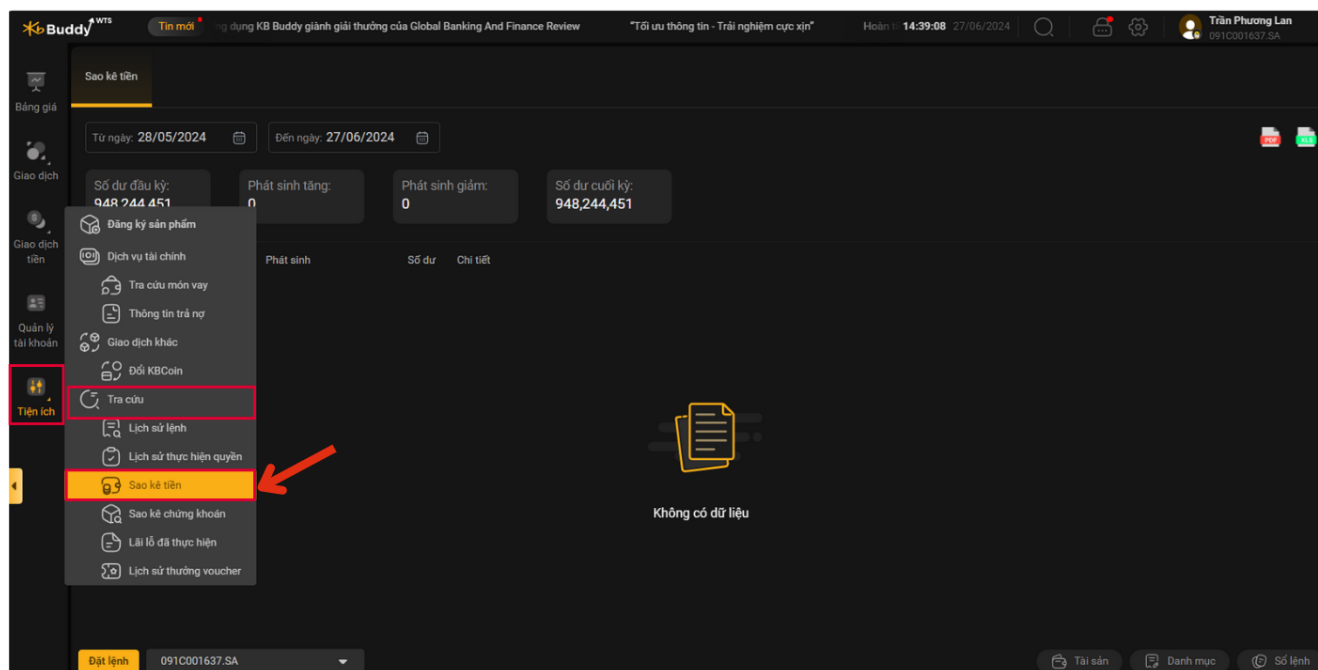 KB Buddy WTS
Tin mới
ng dụng KB Buddy giành giải thưởng của Global Banking And Finance Review
"Tối ưu thông tin - Trải nghiệm cực xịn"
Hoàn t
14:39:08 27/06/2024
Trần Phương Lan
091C001637.SA
Bảng giá
Giao dịch
Giao dịch
tiền
Quản lý
tài khoản
Tiện ích
Sao kê tiền
Từ ngày: 28/05/2024
Đến ngày: 27/06/2024
PDF
XLS
Số dư đầu kỳ:
948,244,451
Phát sinh tăng:
0
Phát sinh giảm:
0
Số dư cuối kỳ:
948,244,451
Phát sinh
Số dư
Chi tiết
Đăng ký sản phẩm
Dịch vụ tài chính
Tra cứu món vay
Thông tin trả nợ
Giao dịch khác
Đổi KBCoin
Tra cứu
Lịch sử lệnh
Lịch sử thực hiện quyền
Sao kê tiền
Sao kê chứng khoán
Lãi lỗ đã thực hiện
Lịch sử thưởng voucher
Không có dữ liệu
Đặt lệnh
091C001637.SA
Tài sản
Danh mục
Sổ lệnh